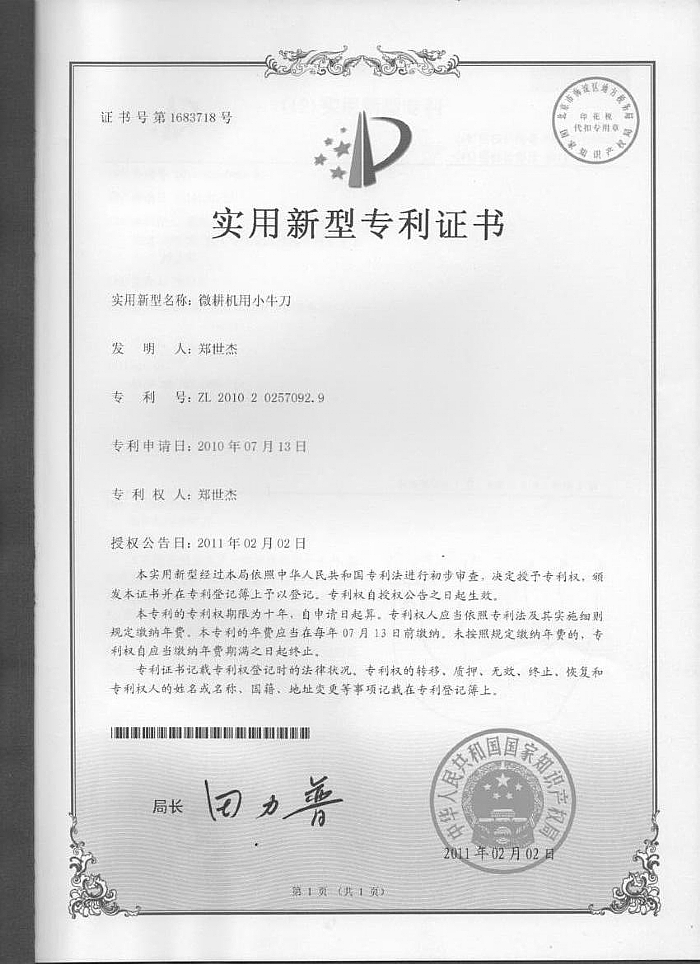 证书号第1683718号
北京市海淀区地方税务局
印花税
代扣专用章
国家知识产权局
实用新型专利证书
实用新型名称：微耕机用小牛刀
发明人：郑世杰
专利号：ZL 2010 2 0257092.9
专利申请日：2010年07月13日
专利权人：郑世杰
授权公告日：2011年02月02日
本实用新型经过本局依照中华人民共和国专利法进行初步审查，决定授予专利权，颁
发本证书并在专利登记簿上予以登记。专利权自授权公告之日起生效。
本专利的专利权期限为十年，自申请日起算。专利权人应当依照专利法及其实施细则
规定缴纳年费。本专利的年费应当在每年07月13日前缴纳。未按照规定缴纳年费的，专
利权自应当缴纳年费期满之日起终止。
专利证书记载专利权登记时的法律状况。专利权的转移、质押、无效、终止、恢复和
专利权人的姓名或名称、国籍、地址变更等事项记载在专利登记簿上。
局长 田力普
中华人民共和国国家知识产权局
2011年02月02日
第1页（共1页）